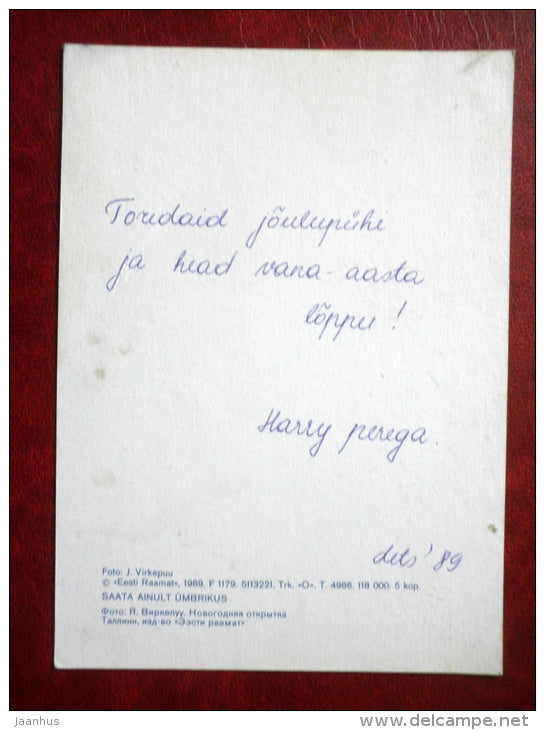 Toredaid jõulupühi
ja head vana-aasta
lõppu!
Harry perega.
dets' 89
Foto: J. Virkepuu
© «Eesti Raamat», 1989. F 1179. 5113221. Trk. «O». T. 4986. 118 000. 5 kop.
SAATA AINULT ÜMBRIKUS
Фото: Я. Виркепуу. Новогодняя открытка
Таллинн, изд-во «Ээсти раамат»
jaanhus
www.delcampe.net